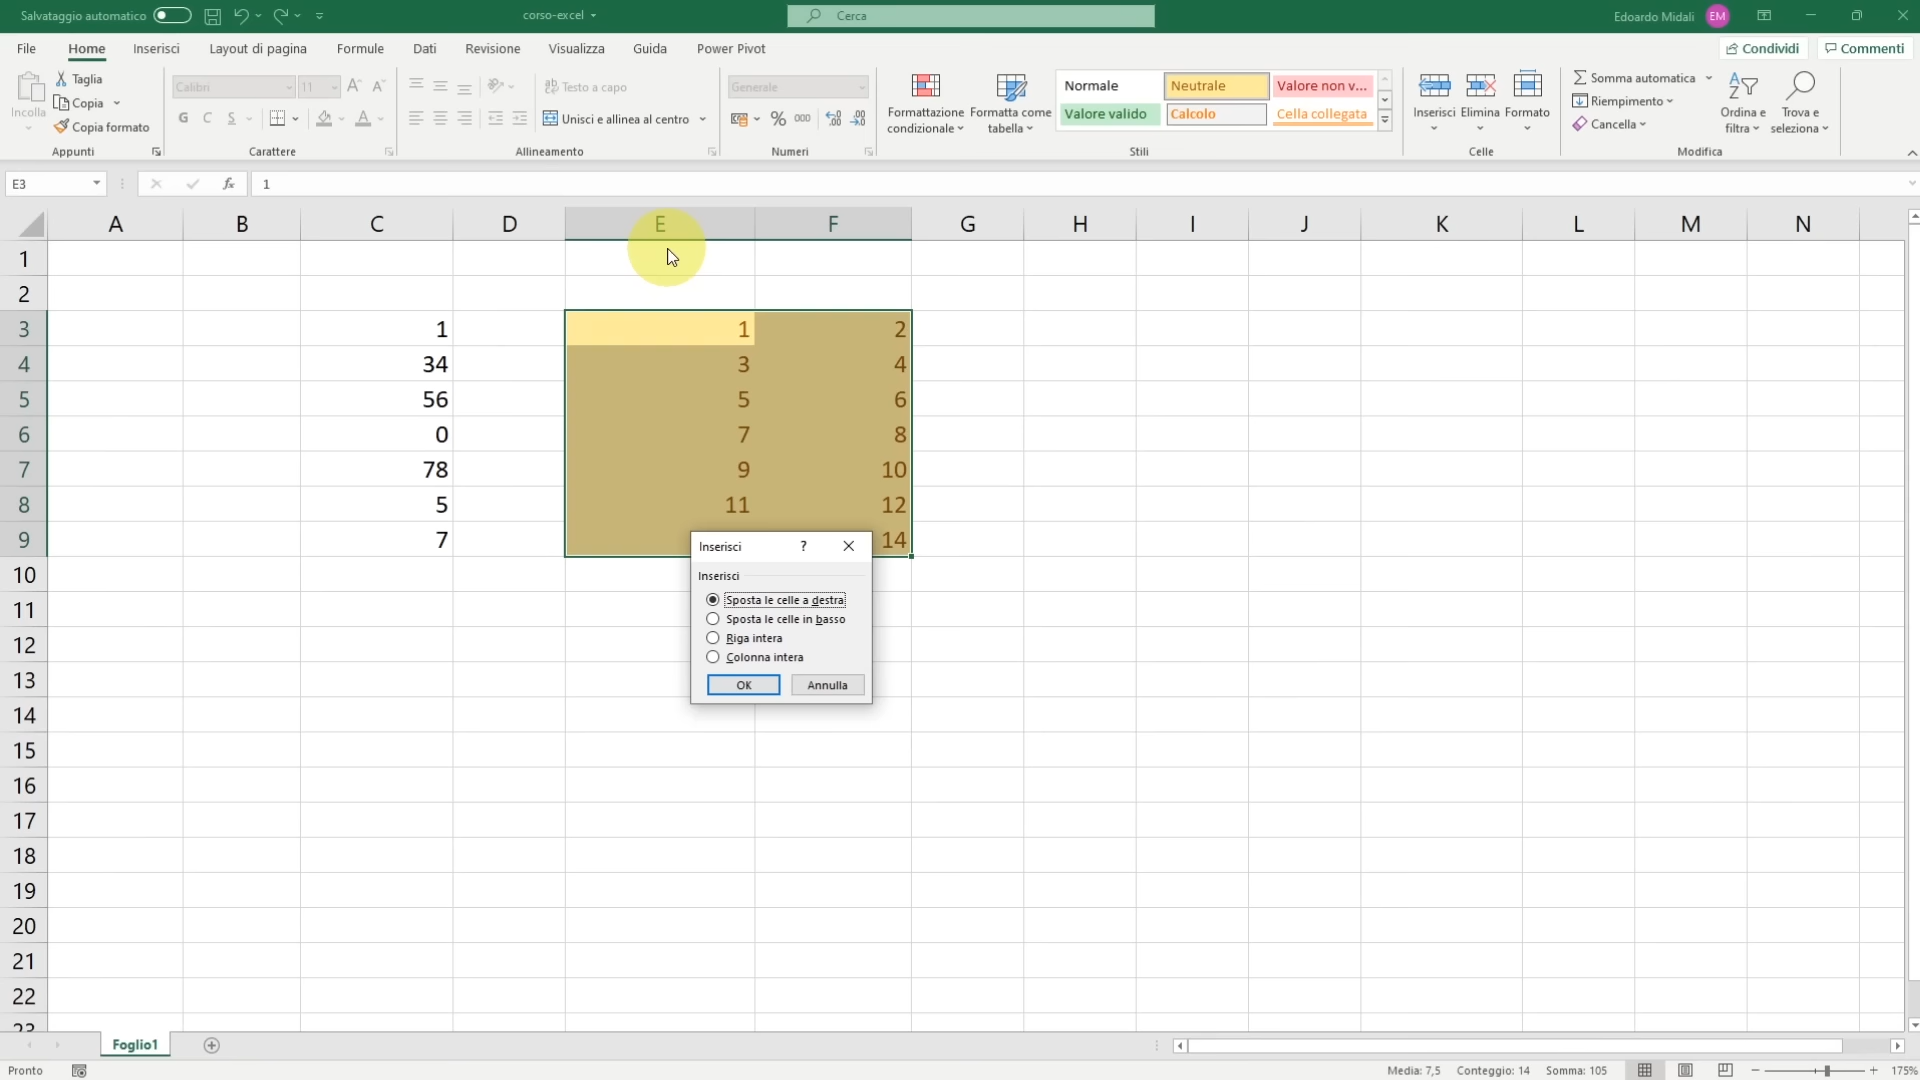 Salvataggio automatico
corso-excel
Cerca
Edoardo Midali
EM
File Home Inserisci Layout di pagina Formule Dati Revisione Visualizza Guida Power Pivot
Condividi
Commenti
Incolla
Taglia
Copia
Copia formato
Appunti
Calibri
11
A A
G C S
A
Carattere
ab Testo a capo
Unisci e allinea al centro
Allineamento
Generale
% 000
Numeri
Formattazione condizionale
Formatta come tabella
Normale
Neutrale
Valore non v...
Valore valido
Calcolo
Cella collegata
Stili
Inserisci
Elimina
Formato
Celle
Somma automatica
Riempimento
Cancella
Ordina e filtra
Trova e seleziona
Modifica
E3
fx
1
A B C D E F G H I J K L M N
1
2
3 1 1 2
4 34 3 4
5 56 5 6
6 0 7 8
7 78 9 10
8 5 11 12
9 7 14
Inserisci ?
Inserisci
Sposta le celle a destra
Sposta le celle in basso
Riga intera
Colonna intera
OK
Annulla
10
11
12
13
14
15
16
17
18
19
20
21
22
23
Foglio1
Pronto
Media: 7,5
Conteggio: 14
Somma: 105
175%